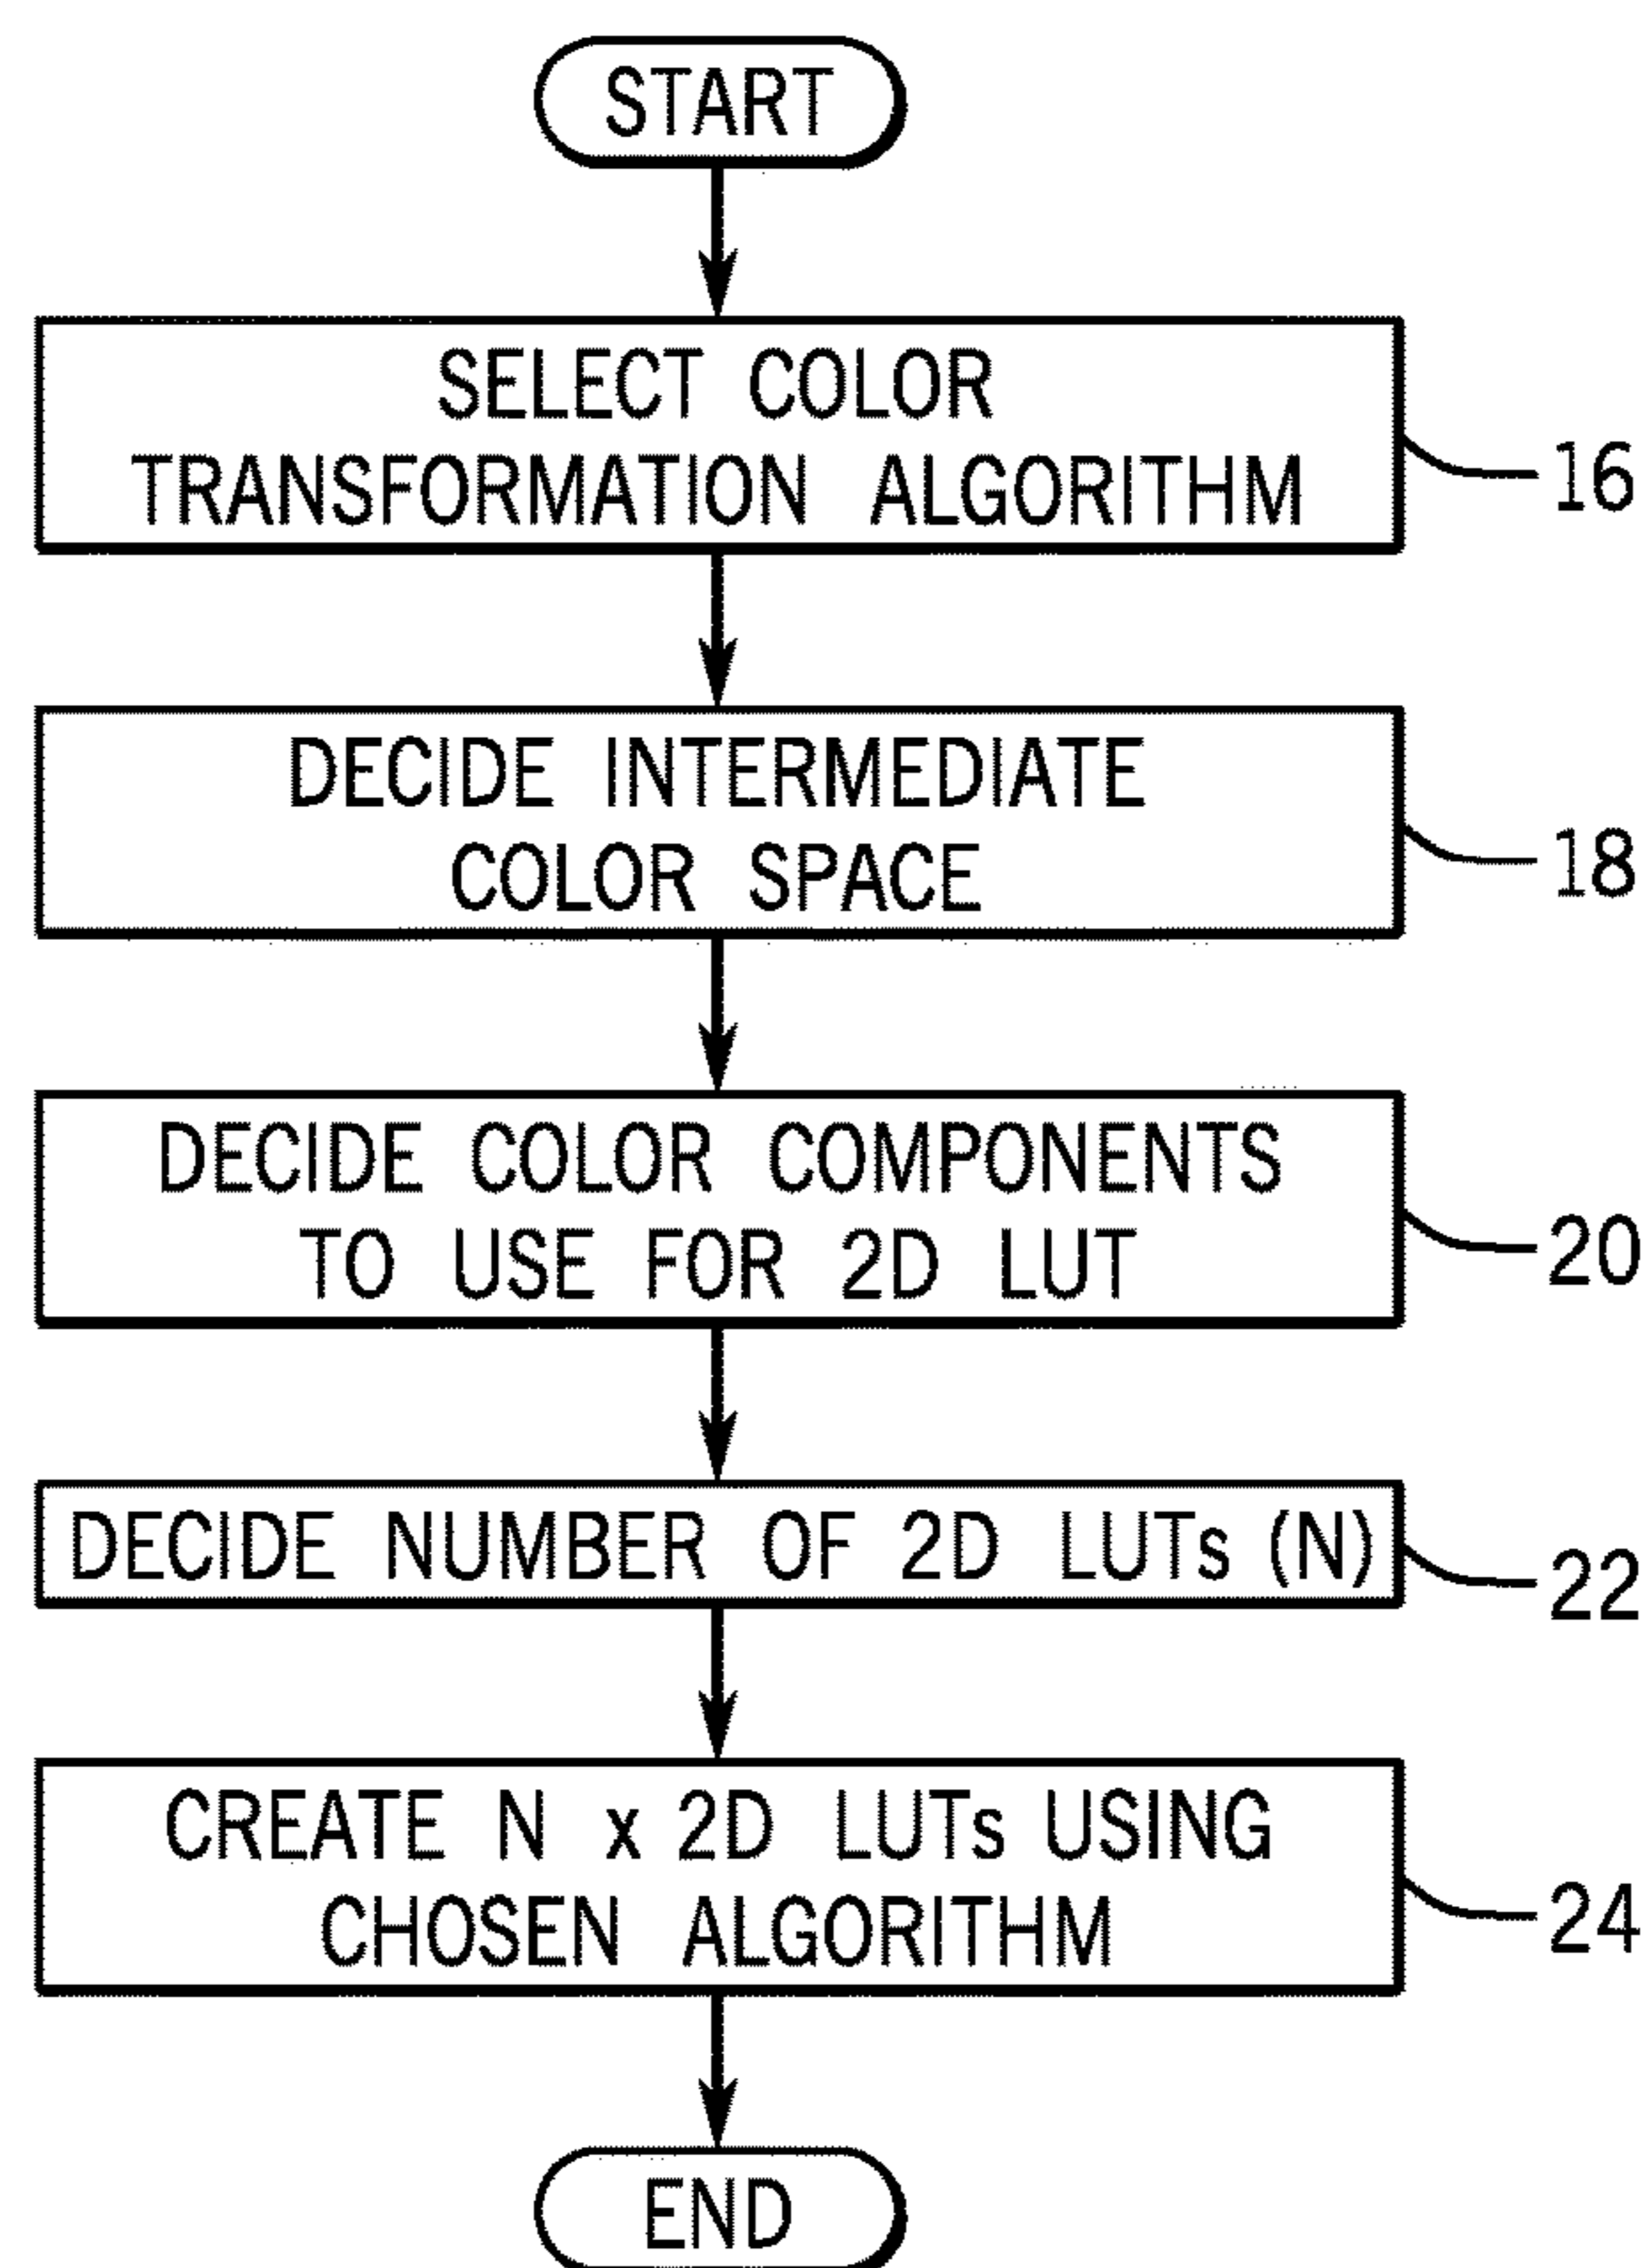 START
SELECT COLOR
TRANSFORMATION ALGORITHM
16
DECIDE INTERMEDIATE
COLOR SPACE
18
DECIDE COLOR COMPONENTS
TO USE FOR 2D LUT
20
DECIDE NUMBER OF 2D LUTs (N)
22
CREATE N x 2D LUTs USING
CHOSEN ALGORITHM
24
END